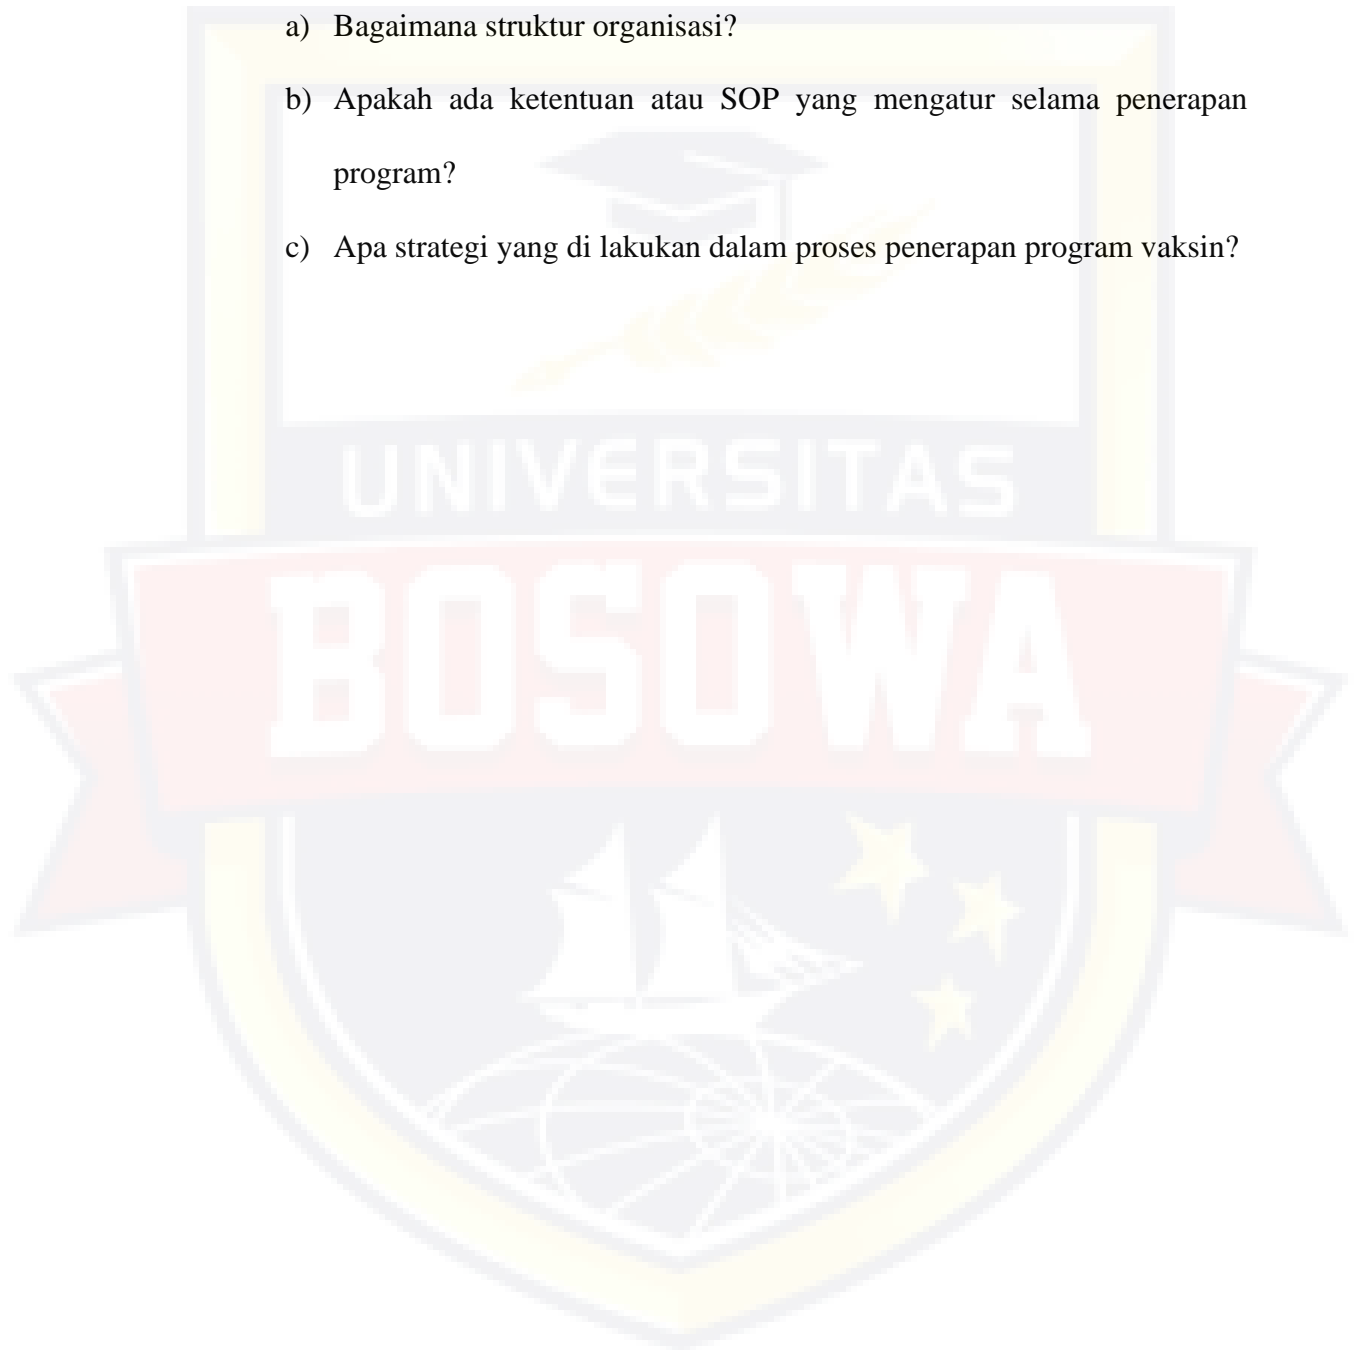 a) Bagaimana struktur organisasi?
b) Apakah ada ketentuan atau SOP yang mengatur selama penerapan
program?
c) Apa strategi yang di lakukan dalam proses penerapan program vaksin?
UNIVERSITAS
BOSOWA